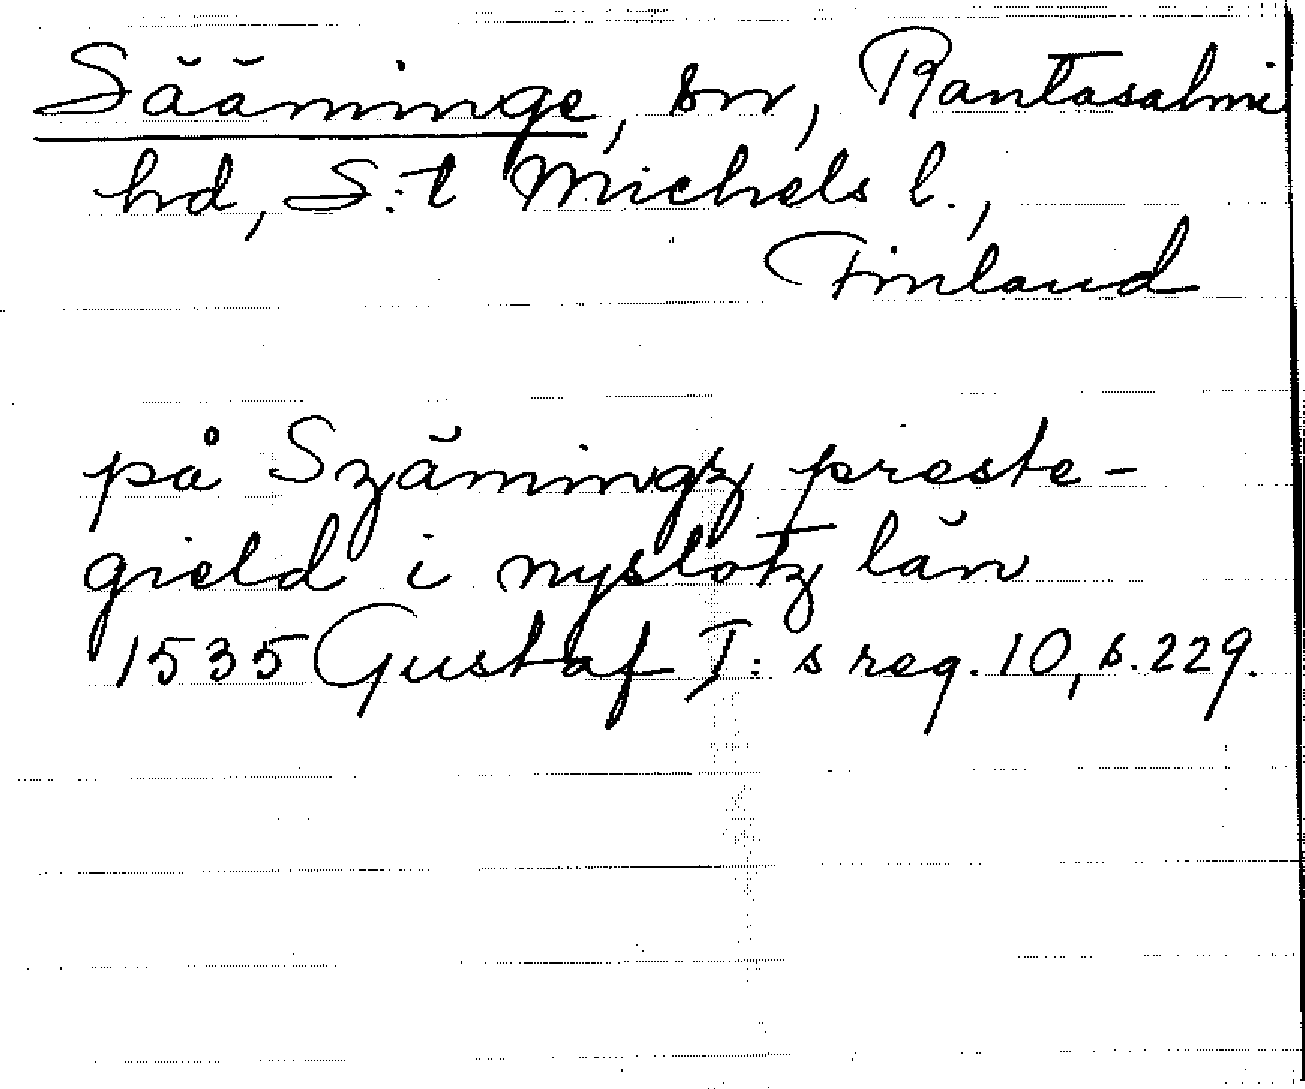 Sääminge, sn, Rantasalmi
hd, S:t Michels l.,
Finland
på Szämingz preste-
gield i nyslotz län
1535 Gustaf I:s reg. 10, s. 229.